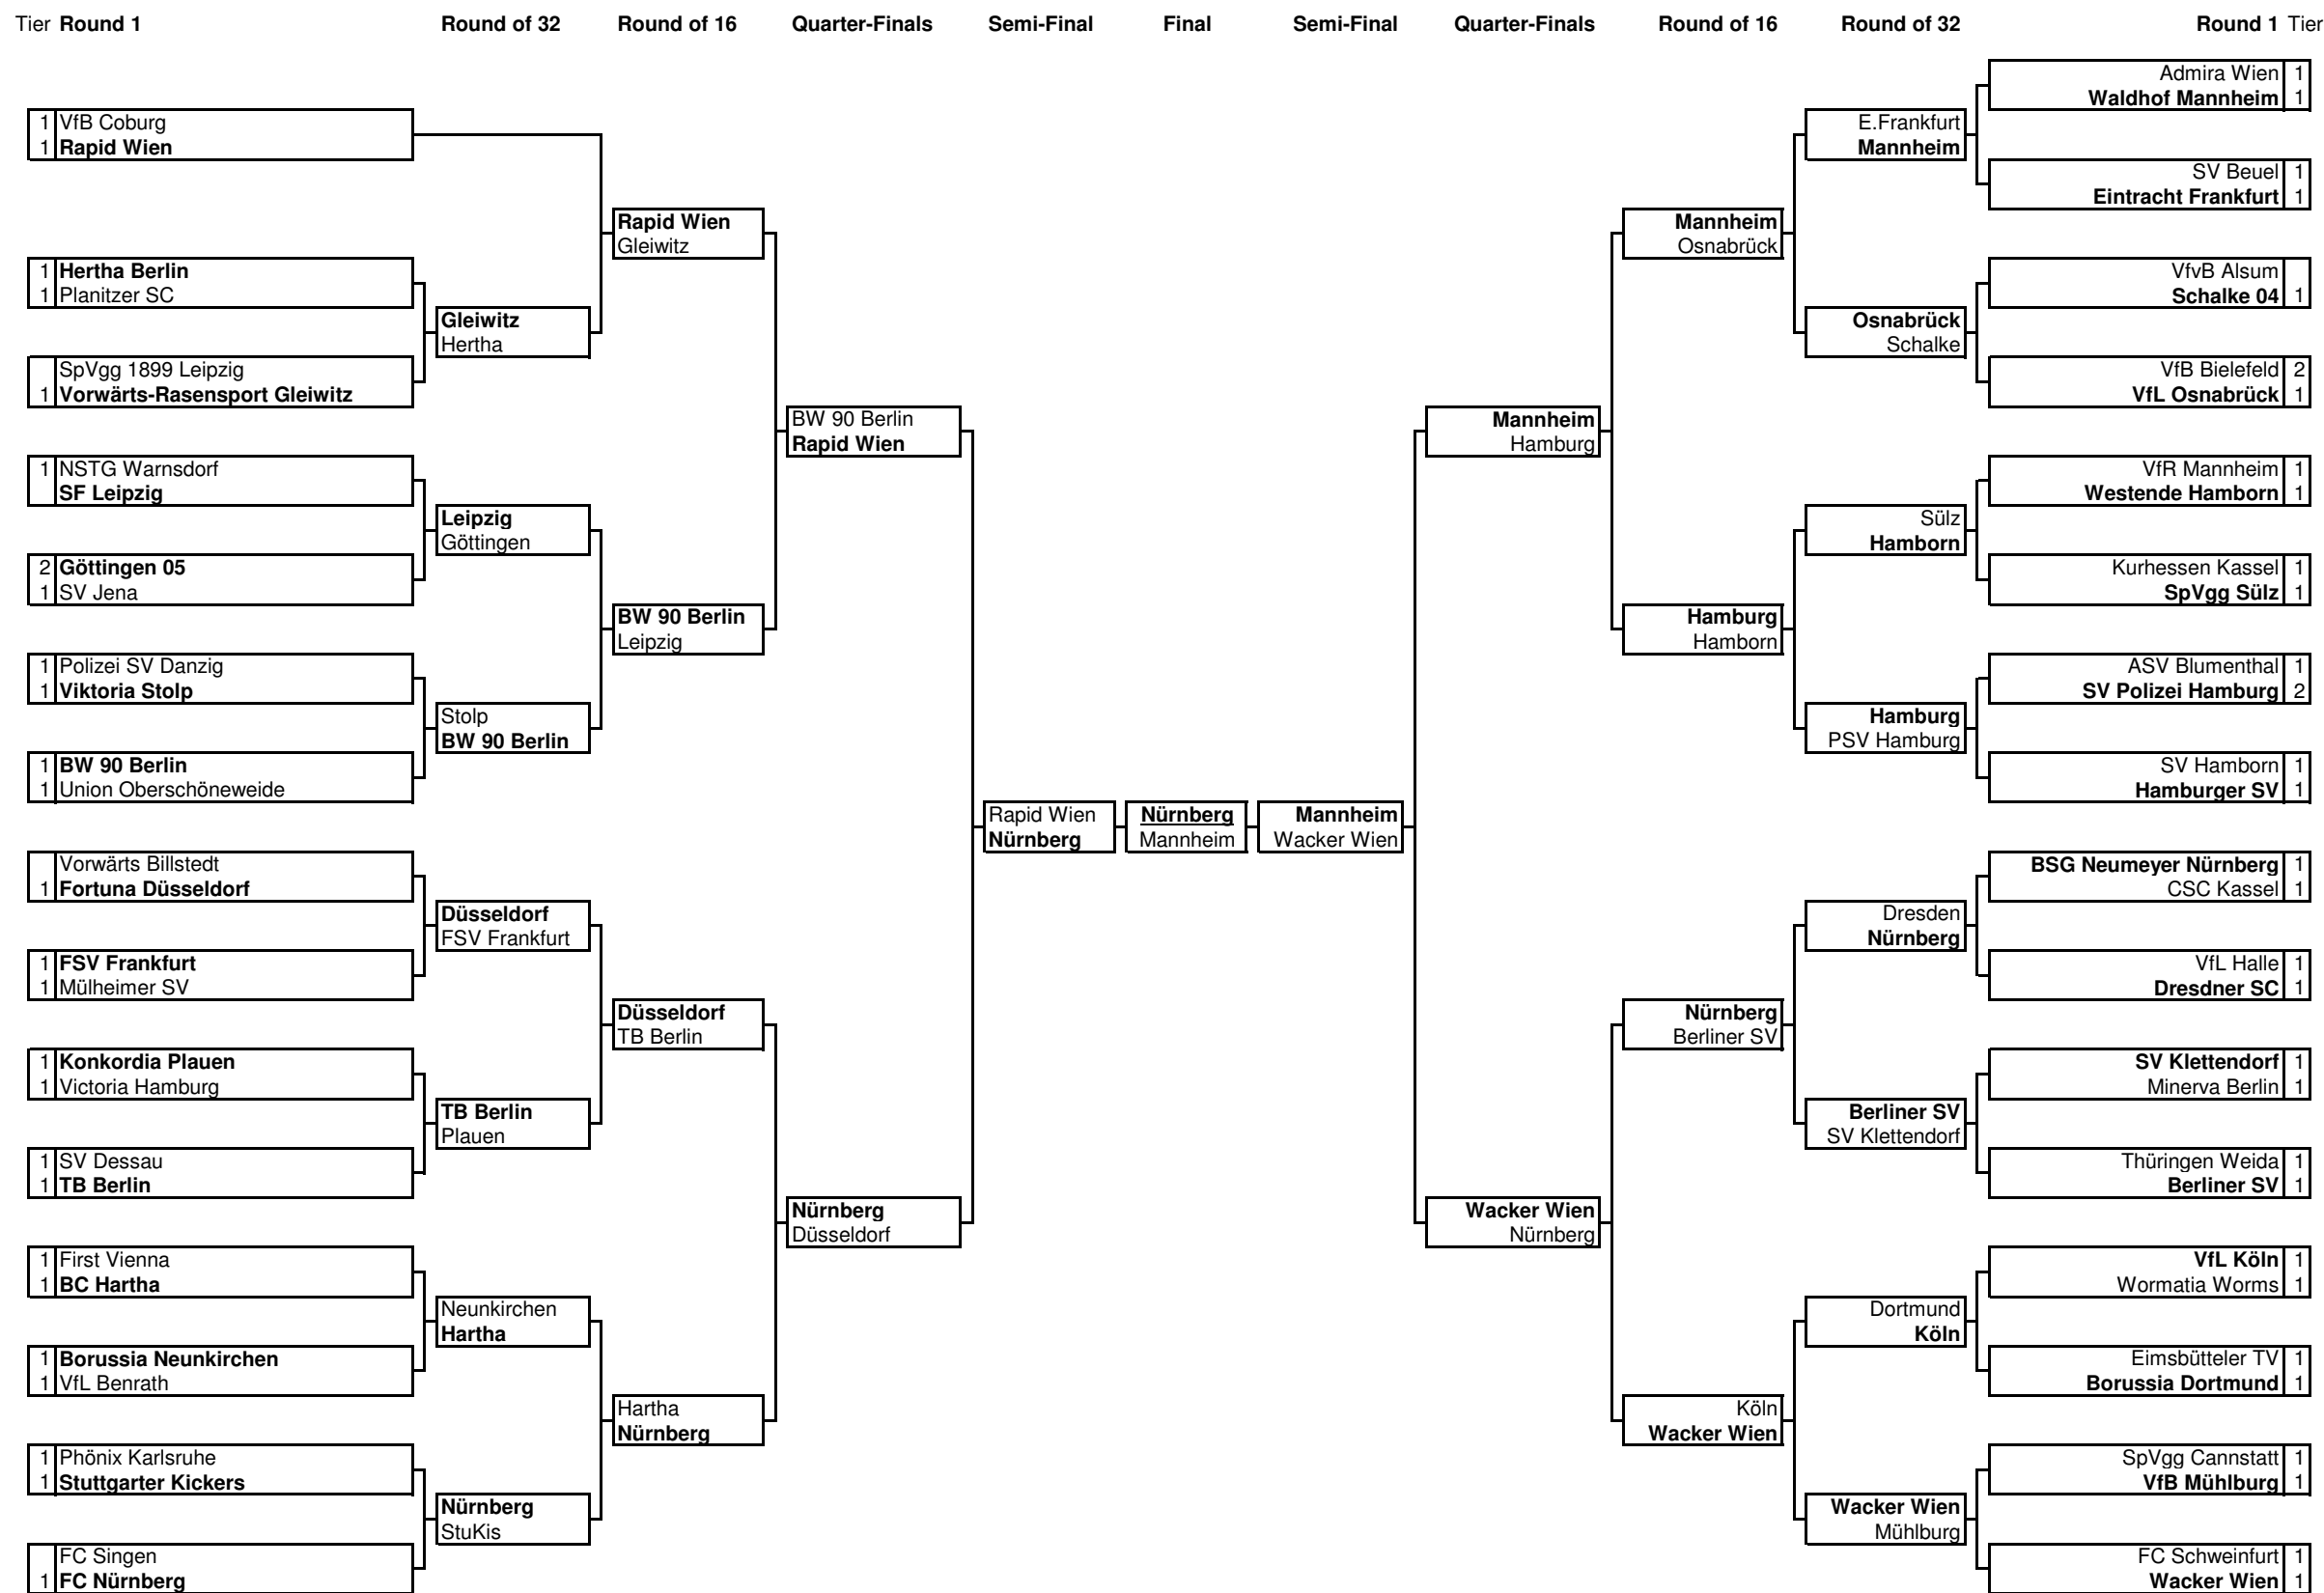 Tier Round 1 Round of 32 Round of 16 Quarter-Finals Semi-Final Final Semi-Final Quarter-Finals Round of 16 Round of 32 Round 1 Tier
1 VfB Coburg
1 Rapid Wien
1 Hertha Berlin
1 Planitzer SC
SpVgg 1899 Leipzig
1 Vorwärts-Rasensport Gleiwitz
1 NSTG Warnsdorf
SF Leipzig
2 Göttingen 05
1 SV Jena
1 Polizei SV Danzig
1 Viktoria Stolp
1 BW 90 Berlin
1 Union Oberschöneweide
Vorwärts Billstedt
1 Fortuna Düsseldorf
1 FSV Frankfurt
1 Mülheimer SV
1 Konkordia Plauen
1 Victoria Hamburg
1 SV Dessau
1 TB Berlin
1 First Vienna
1 BC Hartha
1 Borussia Neunkirchen
1 VfL Benrath
1 Phönix Karlsruhe
1 Stuttgarter Kickers
FC Singen
1 FC Nürnberg
Gleiwitz
Hertha
Leipzig
Göttingen
Stolp
BW 90 Berlin
Düsseldorf
FSV Frankfurt
TB Berlin
Plauen
Neunkirchen
Hartha
Nürnberg
StuKis
Rapid Wien
Gleiwitz
BW 90 Berlin
Leipzig
Düsseldorf
TB Berlin
Hartha
Nürnberg
BW 90 Berlin
Rapid Wien
Nürnberg
Düsseldorf
Rapid Wien
Nürnberg
Nürnberg
Mannheim
Mannheim
Wacker Wien
Mannheim
Hamburg
Wacker Wien
Nürnberg
Mannheim
Osnabrück
Hamburg
Hamborn
Nürnberg
Berliner SV
Köln
Wacker Wien
E.Frankfurt
Mannheim
Osnabrück
Schalke
Sülz
Hamborn
Hamburg
PSV Hamburg
Dresden
Nürnberg
Berliner SV
SV Klettendorf
Dortmund
Köln
Wacker Wien
Mühlburg
Admira Wien 1
Waldhof Mannheim 1
SV Beuel 1
Eintracht Frankfurt 1
VfvB Alsum
Schalke 04 1
VfB Bielefeld 2
VfL Osnabrück 1
VfR Mannheim 1
Westende Hamborn 1
Kurhessen Kassel 1
SpVgg Sülz 1
ASV Blumenthal 1
SV Polizei Hamburg 2
SV Hamborn 1
Hamburger SV 1
BSG Neumeyer Nürnberg 1
CSC Kassel 1
VfL Halle 1
Dresdner SC 1
SV Klettendorf 1
Minerva Berlin 1
Thüringen Weida 1
Berliner SV 1
VfL Köln 1
Wormatia Worms 1
Eimsbütteler TV 1
Borussia Dortmund 1
SpVgg Cannstatt 1
VfB Mühlburg 1
FC Schweinfurt 1
Wacker Wien 1